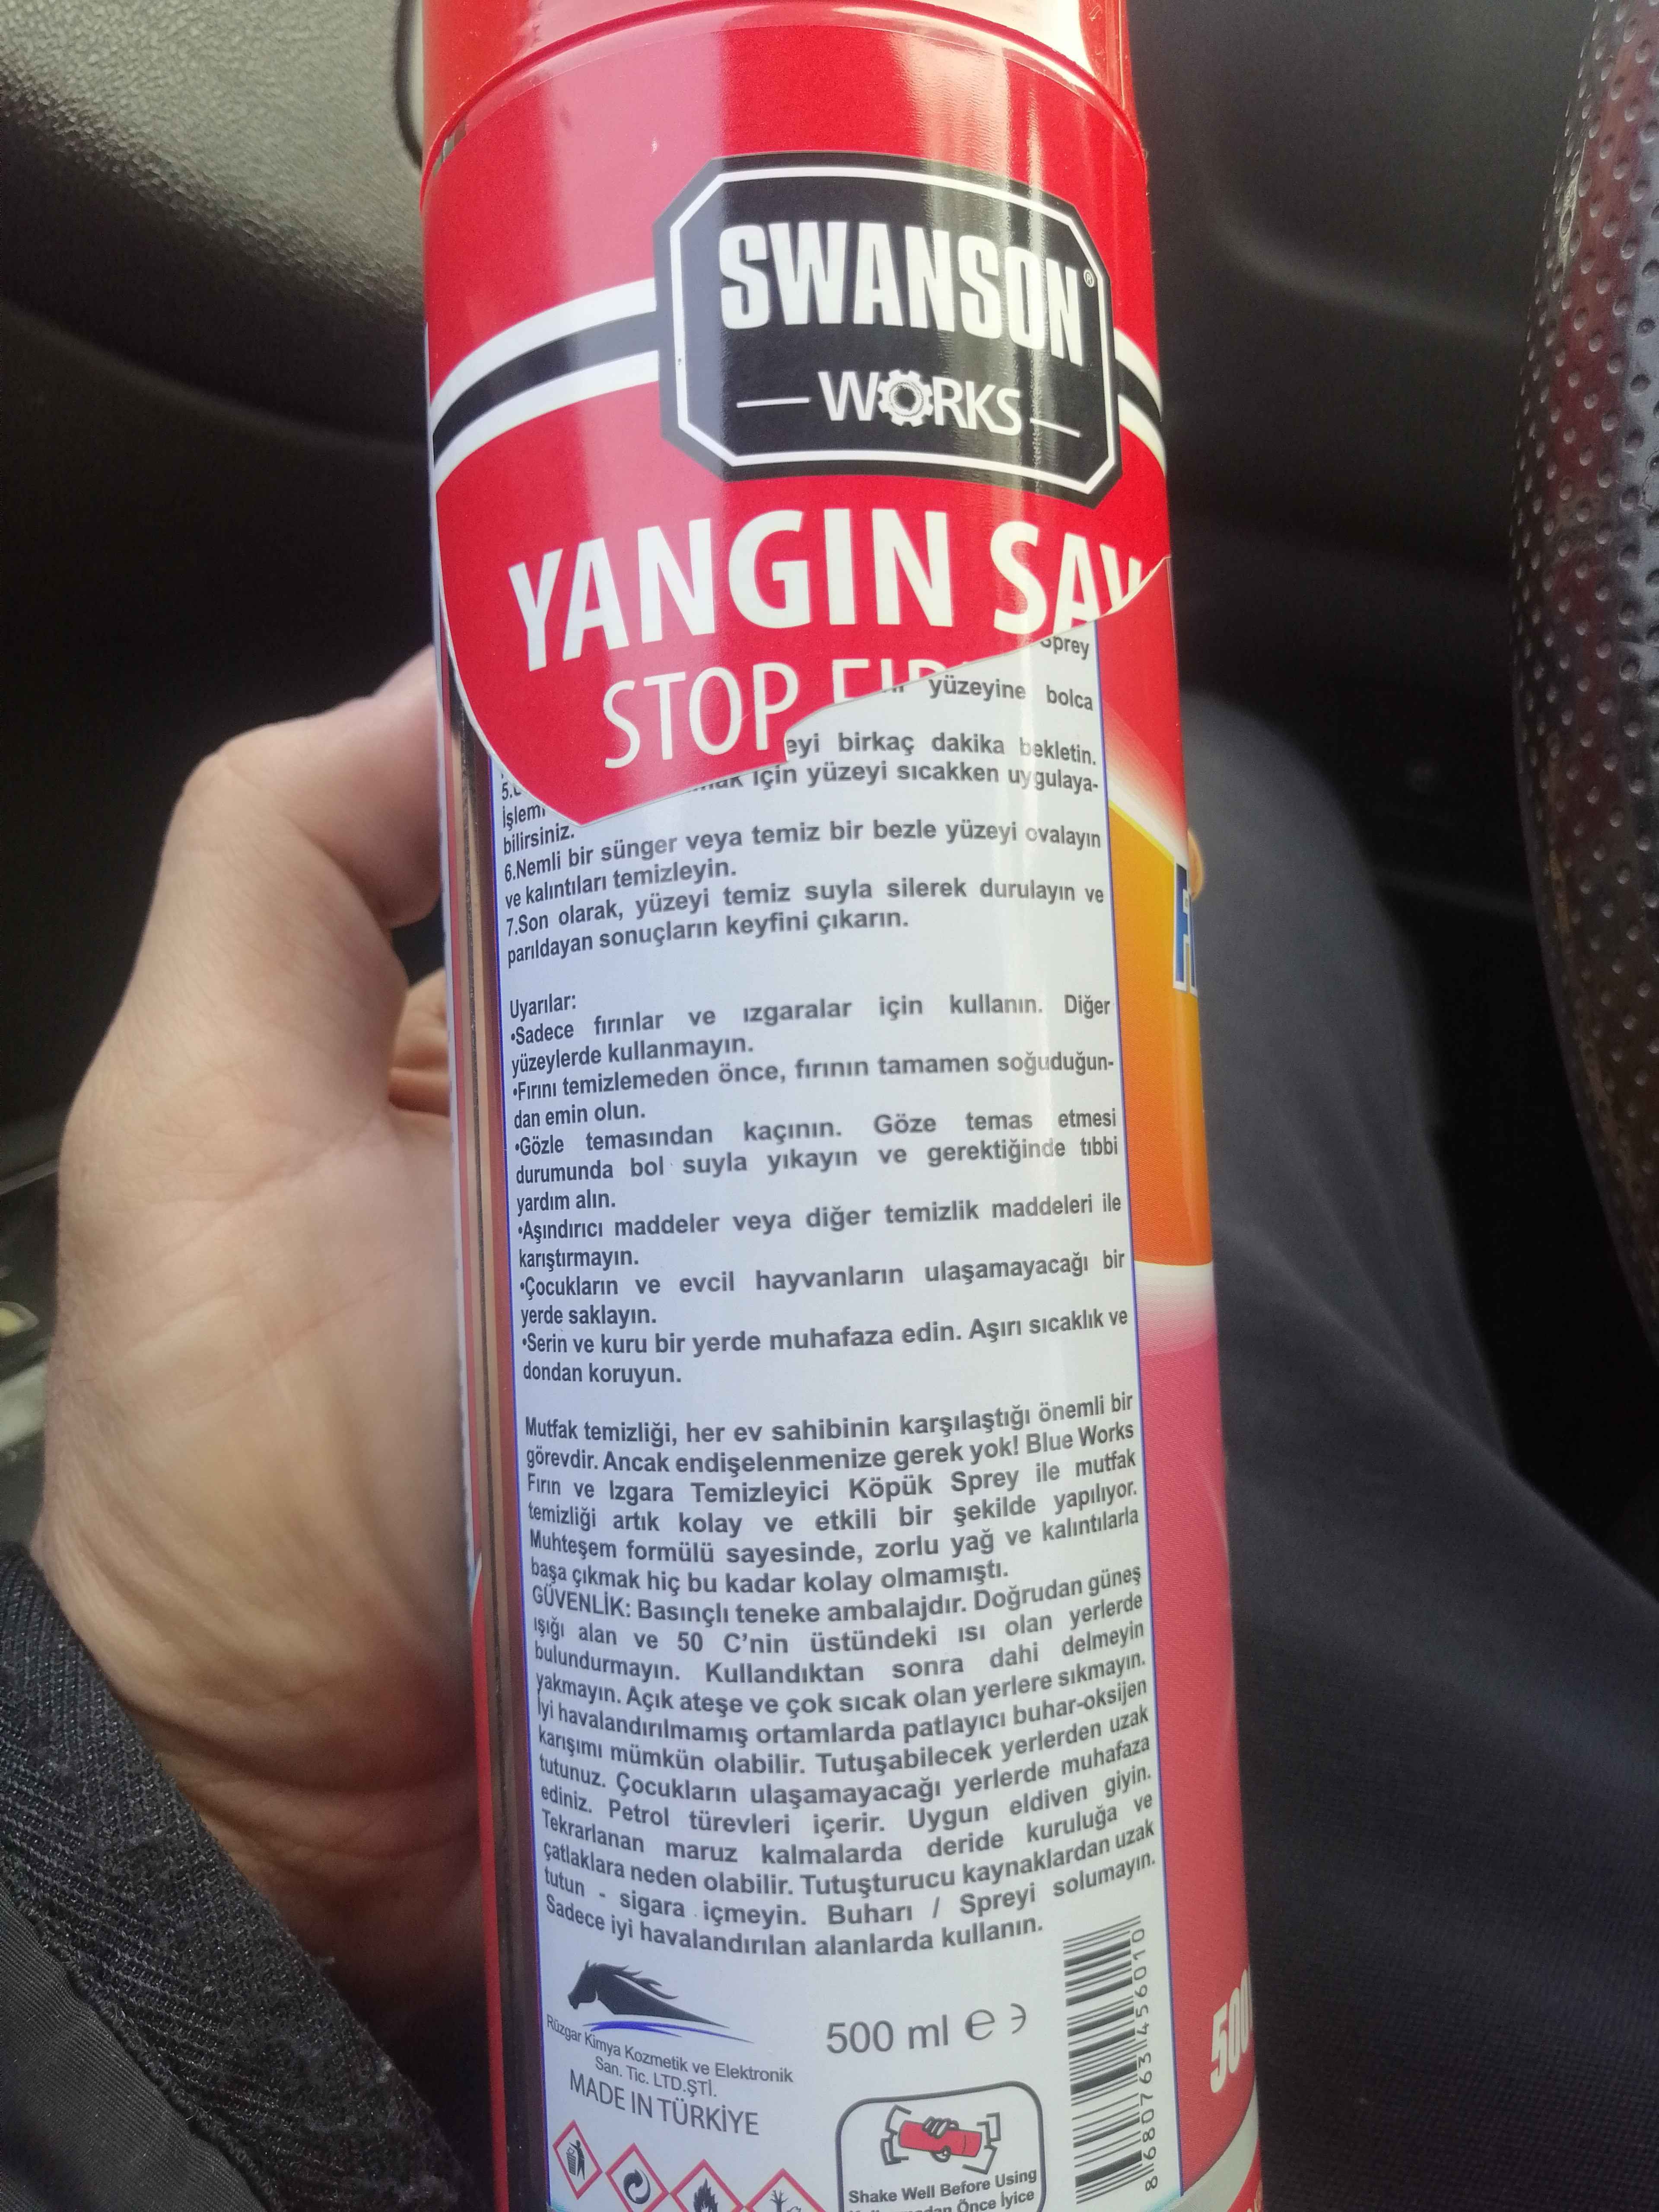 SWANSON®
WORKS
YANGIN
STOP
yüzeyine bolca
birkaç dakika bekletin.
için yüzeyi sıcakken uygulaya-
bilirsiniz.
6.Nemli bir sünger veya temiz bir bezle yüzeyi ovalayın
ve kalıntıları temizleyin.
7.Son olarak, yüzeyi temiz suyla silerek durulayın ve
parıldayan sonuçların keyfini çıkarın.
Uyarılar:
•Sadece fırınlar ve ızgaralar için kullanın. Diğer
yüzeylerde kullanmayın.
•Fırını temizlemeden önce, fırının tamamen soğuduğun-
dan emin olun.
•Gözle temasından kaçının. Göze temas etmesi
durumunda bol suyla yıkayın ve gerektiğinde tıbbi
yardım alın.
•Aşındırıcı maddeler veya diğer temizlik maddeleri ile
karıştırmayın.
•Çocukların ve evcil hayvanların ulaşamayacağı bir
yerde saklayın.
•Serin ve kuru bir yerde muhafaza edin. Aşırı sıcaklık ve
dondan koruyun.
Mutfak temizliği, her ev sahibinin karşılaştığı önemli bir
görevdir. Ancak endişelenmenize gerek yok! Blue Works
Fırın ve Izgara Temizleyici Köpük Sprey ile mutfak
temizliği artık kolay ve etkili bir şekilde yapılıyor.
Muhteşem formülü sayesinde, zorlu yağ ve kalıntılarla
başa çıkmak hiç bu kadar kolay olmamıştı.
GÜVENLİK: Basınçlı teneke ambalajdır. Doğrudan güneş
ışığı alan ve 50 C’nin üstündeki ısı olan yerlerde
bulundurmayın. Kullandıktan sonra dahi delmeyin
yakmayın. Açık ateşe ve çok sıcak olan yerlere sıkmayın.
İyi havalandırılmamış ortamlarda patlayıcı buhar-oksijen
karışımı mümkün olabilir. Tutuşabilecek yerlerden uzak
tutunuz. Çocukların ulaşamayacağı yerlerde muhafaza
ediniz. Petrol türevleri içerir. Uygun eldiven giyin.
Tekrarlanan maruz kalmalarda deride kuruluğa ve
çatlaklara neden olabilir. Tutuşturucu kaynaklardan uzak
tutun - sigara içmeyin. Buharı / Spreyi solumayın.
Sadece iyi havalandırılan alanlarda kullanın.
Rüzgar Kimya Kozmetik ve Elektronik
San. Tic. LTD.ŞTİ.
MADE IN TÜRKİYE
500 ml e
8680763456010
Shake Well Before Using
Önce İyice
500